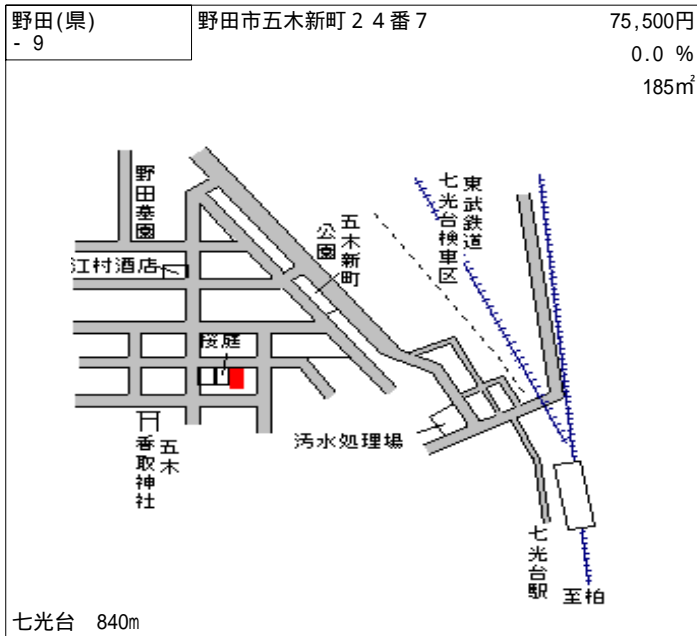 野田(県)
- 9
野田市五木新町24番7
75,500円
0.0 %
185㎡
野田墓園
江村酒店
五木新町
公園
東武鉄道
七光台検車区
桜庭
五木
香取神社
汚水処理場
七光台駅
至柏
七光台 840m